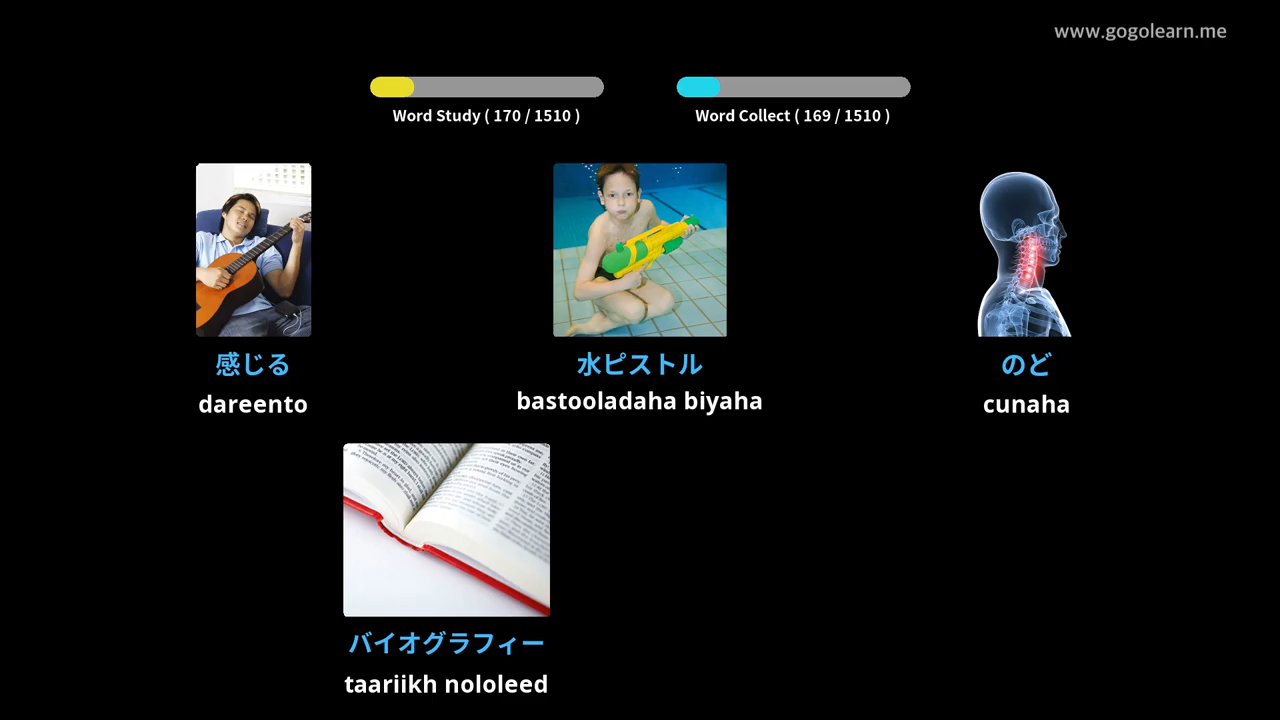 www.gogolearn.me
Word Study ( 170 / 1510 )
Word Collect ( 169 / 1510 )
感じる
水ピストル
のど
dareento
bastooladaha biyaha
cunaha
バイオグラフィー
taariikh nololeed